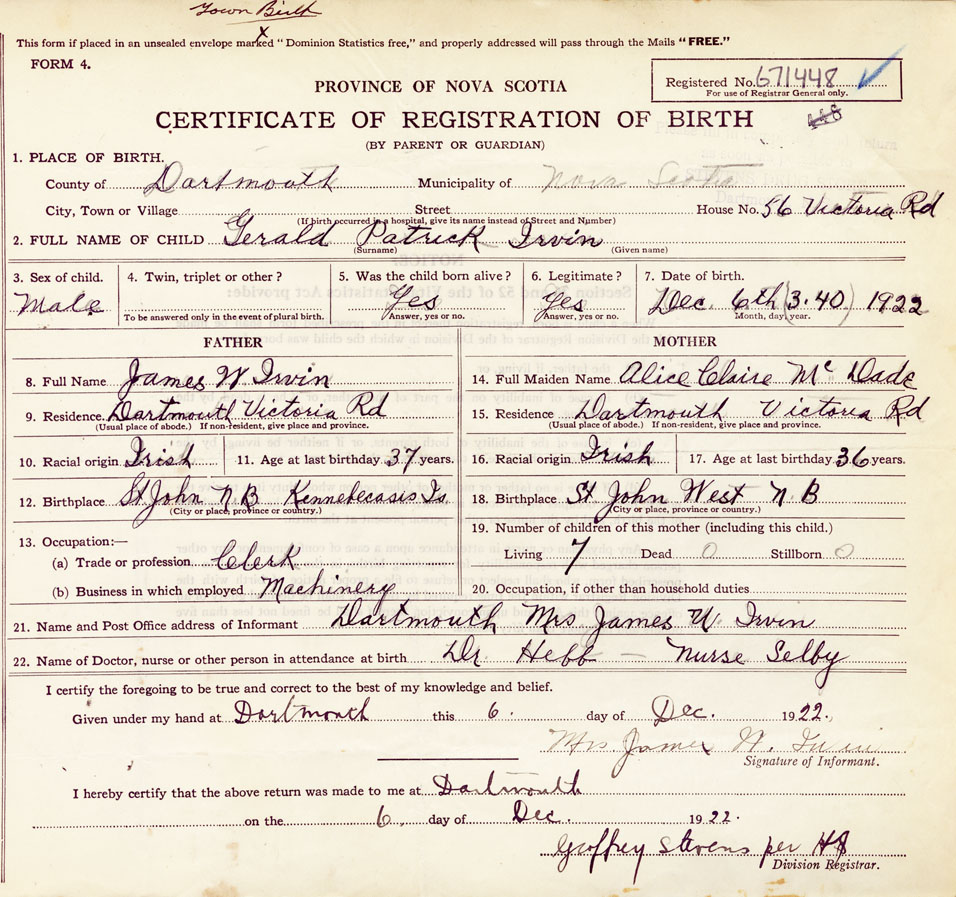 Town Birth
x
This form if placed in an unsealed envelope marked "Dominion Statistics free," and properly addressed will pass through the Mails "FREE."
FORM 4.
Registered No. 671448
For use of Registrar General only.
PROVINCE OF NOVA SCOTIA
448
CERTIFICATE OF REGISTRATION OF BIRTH
(BY PARENT OR GUARDIAN)
1. PLACE OF BIRTH.
County of Dartmouth Municipality of Nova Scotia
City, Town or Village Street House No. 56 Victoria Rd
(If birth occurred in a hospital, give its name instead of Street and Number)
2. FULL NAME OF CHILD Gerald Patrick Irvin
(Surname) (Given name)
3. Sex of child. 4. Twin, triplet or other? 5. Was the child born alive? 6. Legitimate? 7. Date of birth.
Male Yes Yes Dec. 6th (3.40) 1922
To be answered only in the event of plural birth. Answer, yes or no. Answer, yes or no. Month, day, year.
FATHER MOTHER
8. Full Name James W Irvin 14. Full Maiden Name Alice Claire Mc Dade
9. Residence Dartmouth Victoria Rd 15. Residence Dartmouth Victoria Rd
(Usual place of abode.) If non-resident, give place and province. (Usual place of abode.) If non-resident, give place and province.
10. Racial origin Irish 11. Age at last birthday 37 years. 16. Racial origin Irish 17. Age at last birthday 36 years.
12. Birthplace St John N B Kennebecasis Is. 18. Birthplace St John West N B
(City or place, province or country.) (City or place, province or country.)
13. Occupation:— 19. Number of children of this mother (including this child.)
(a) Trade or profession Clerk Living 7 Dead 0 Stillborn 0
(b) Business in which employed Machinery 20. Occupation, if other than household duties
21. Name and Post Office address of Informant Dartmouth Mrs James W Irvin
22. Name of Doctor, nurse or other person in attendance at birth Dr Hebb - Nurse Selby
I certify the foregoing to be true and correct to the best of my knowledge and belief.
Given under my hand at Dartmouth this 6. day of Dec. 1922.
Mrs James W. Irvin
Signature of Informant.
I hereby certify that the above return was made to me at Dartmouth
on the 6. day of Dec. 1922.
Geoffrey Stevens per HS
Division Registrar.